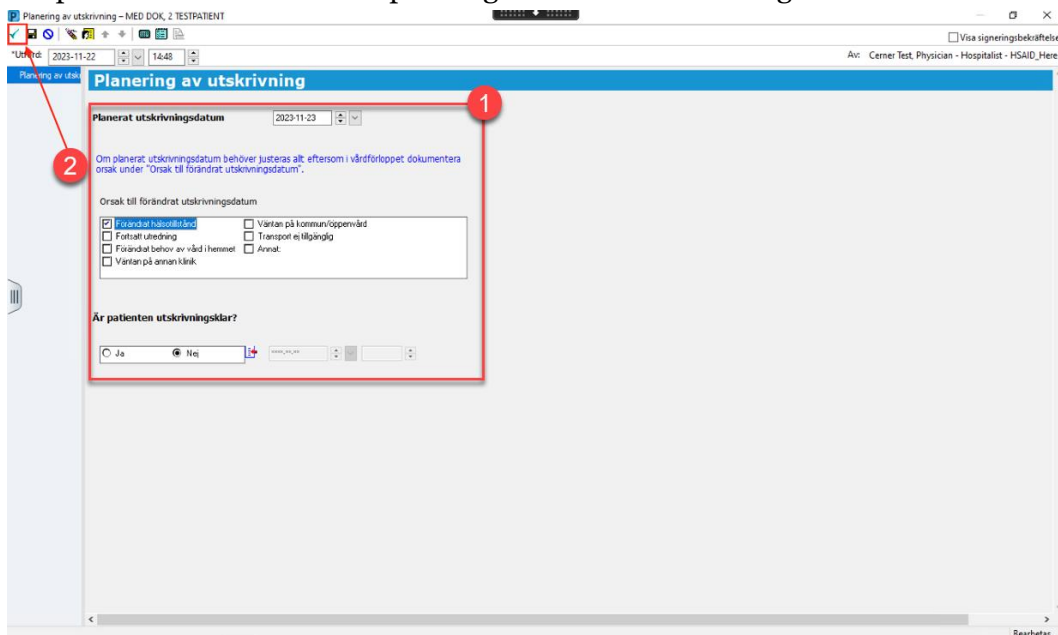 Planering av utskrivning – MED DOK, 2 TESTPATIENT
Visa signeringsbekräftelse
*Utförd: 2023-11-22 14:48 Av: Cerner Test, Physician - Hospitalist - HSAID_Here
Planering av utskr
Planering av utskrivning
1
Planerat utskrivningsdatum 2023-11-23
2
Om planerat utskrivningsdatum behöver justeras allt eftersom i vårdförloppet dokumentera
orsak under "Orsak till förändrat utskrivningsdatum".
Orsak till förändrat utskrivningsdatum
Förändrat hälsotillstånd Väntan på kommun/öppenvård
Fortsatt utredning Transport ej tillgänglig
Förändrat behov av vård i hemmet Annat:
Väntan på annan klinik
Är patienten utskrivningsklar?
Ja Nej ****-**-**
Bearbetar